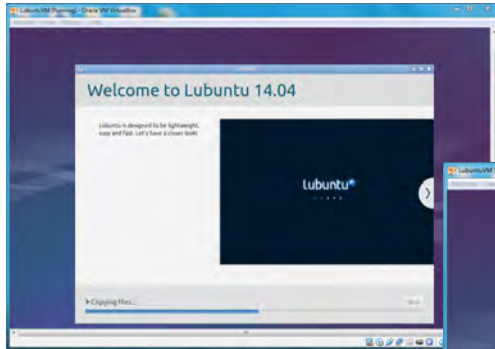 LubuntuVM [Running] - Oracle VM VirtualBox
Welcome to Lubuntu 14.04
Lubuntu is designed to be lightweight,
easy and fast. Let's have a closer look!
Lubuntu
Copying files...
LubuntuVM